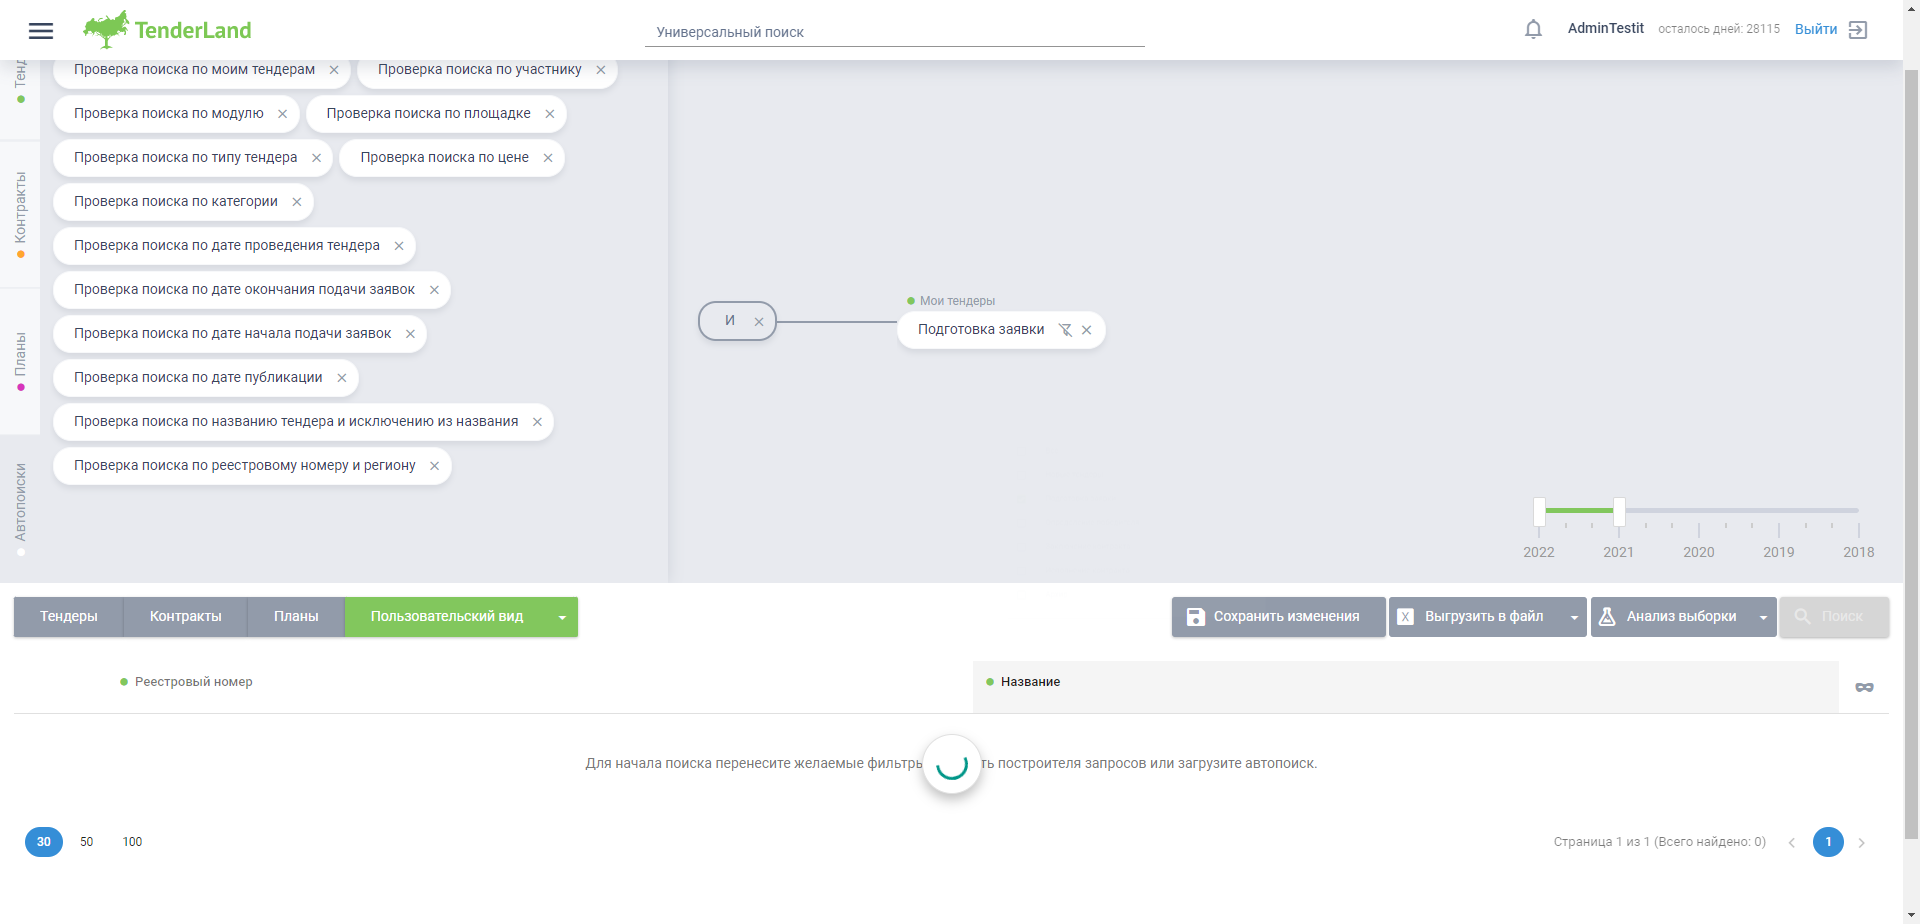 TenderLand
Универсальный поиск
AdminTestit осталось дней: 28115 Выйти
Проверка поиска по моим тендерам Проверка поиска по участнику
Проверка поиска по модулю Проверка поиска по площадке
Проверка поиска по типу тендера Проверка поиска по цене
Проверка поиска по категории
Проверка поиска по дате проведения тендера
Проверка поиска по дате окончания подачи заявок
Проверка поиска по дате начала подачи заявок
Проверка поиска по дате публикации
Проверка поиска по названию тендера и исключению из названия
Проверка поиска по реестровому номеру и региону
Контракты
Планы
Автопоиски
И
Мои тендеры
Подготовка заявки
2022 2021 2020 2019 2018
Тендеры Контракты Планы Пользовательский вид
Сохранить изменения X Выгрузить в файл Анализ выборки Поиск
Реестровый номер Название
Для начала поиска перенесите желаемые фильтры построителя запросов или загрузите автопоиск.
30 50 100
Страница 1 из 1 (Всего найдено: 0) 1